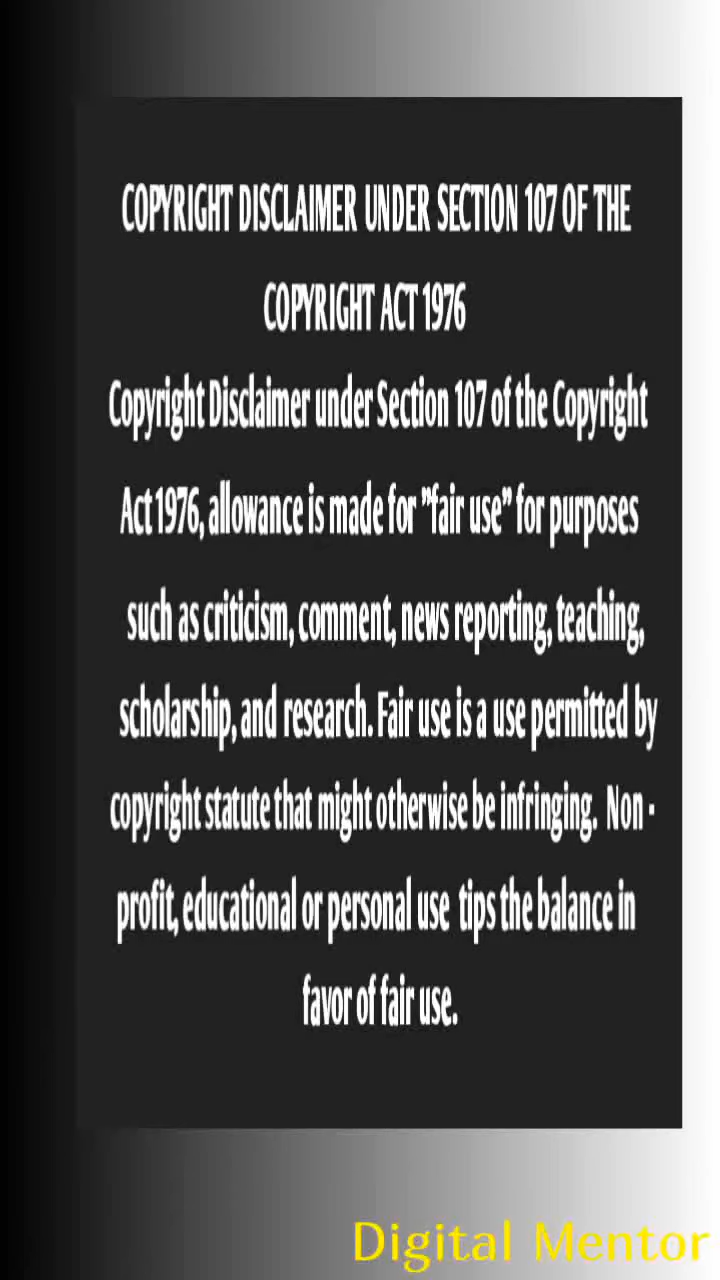 COPYRIGHT DISCLAIMER UNDER SECTION 107 OF THE
COPYRIGHT ACT 1976
Copyright Disclaimer under Section 107 of the Copyright
Act 1976, allowance is made for ”fair use” for purposes
such as criticism, comment, news reporting, teaching,
scholarship, and research. Fair use is a use permitted by
copyright statute that might otherwise be infringing. Non -
profit, educational or personal use tips the balance in
favor of fair use.
Digital Mentor